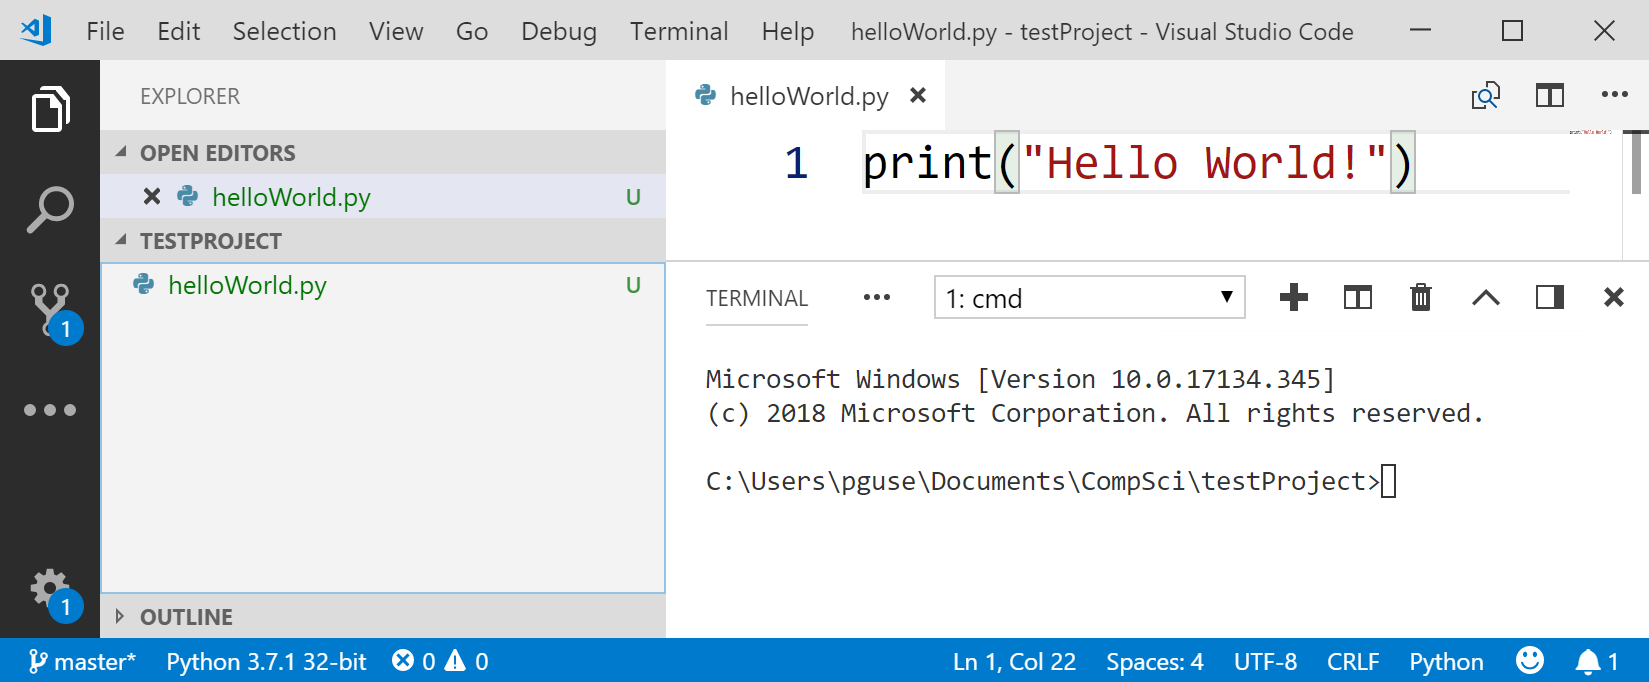 File Edit Selection View Go Debug Terminal Help helloWorld.py - testProject - Visual Studio Code
EXPLORER
OPEN EDITORS
helloWorld.py U
TESTPROJECT
helloWorld.py U
OUTLINE
1
1
helloWorld.py
1 print("Hello World!")
TERMINAL 1: cmd
Microsoft Windows [Version 10.0.17134.345]
(c) 2018 Microsoft Corporation. All rights reserved.
C:\Users\pguse\Documents\CompSci\testProject>
master* Python 3.7.1 32-bit 0 0 Ln 1, Col 22 Spaces: 4 UTF-8 CRLF Python 1